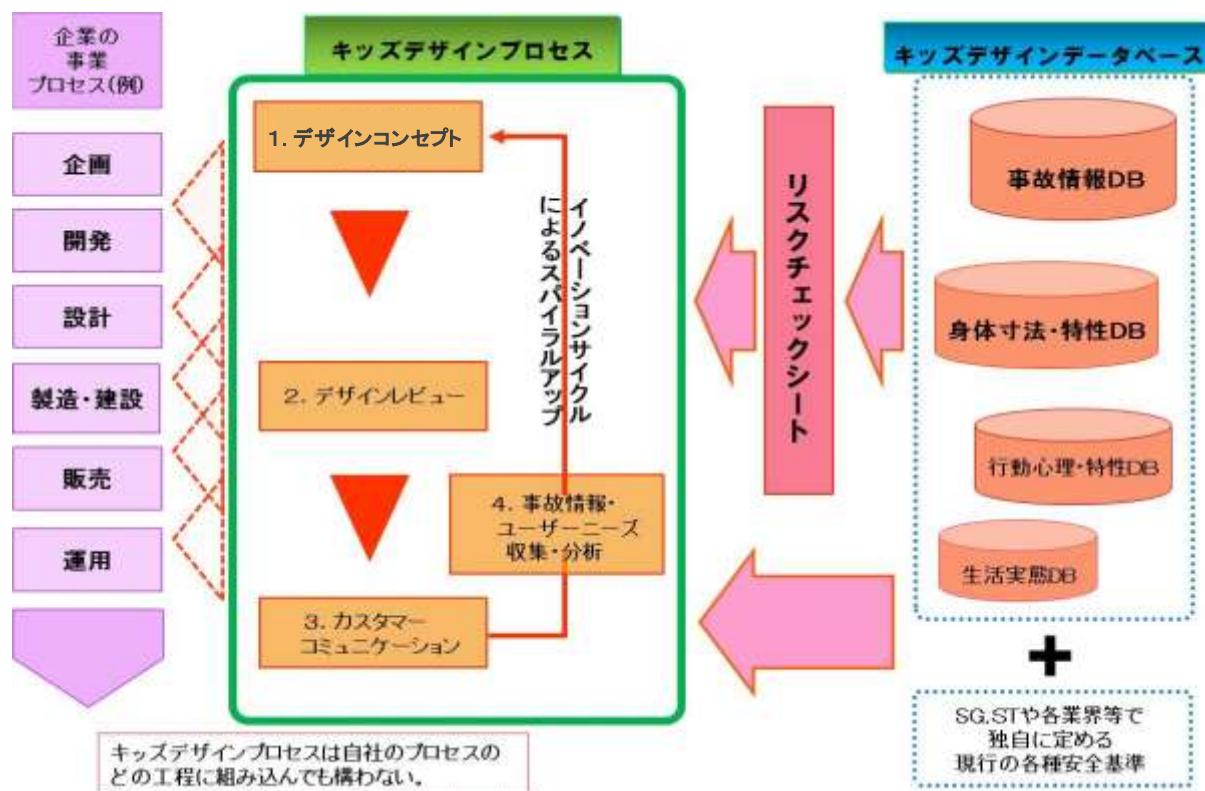 企業の
事業
プロセス(例)
企画
開発
設計
製造・建設
販売
運用
キッズデザインプロセス
1. デザインコンセプト
2. デザインレビュー
3. カスタマー
コミュニケーション
4. 事故情報・
ユーザーニーズ
収集・分析
イノベーションサイクル
によるスパイラルアップ
リスクチェックシート
キッズデザインデータベース
事故情報DB
身体寸法・特性DB
行動心理・特性DB
生活実態DB
+
SG,STや各業界等で
独自に定める
現行の各種安全基準
キッズデザインプロセスは自社のプロセスの
どの工程に組み込んでも構わない。